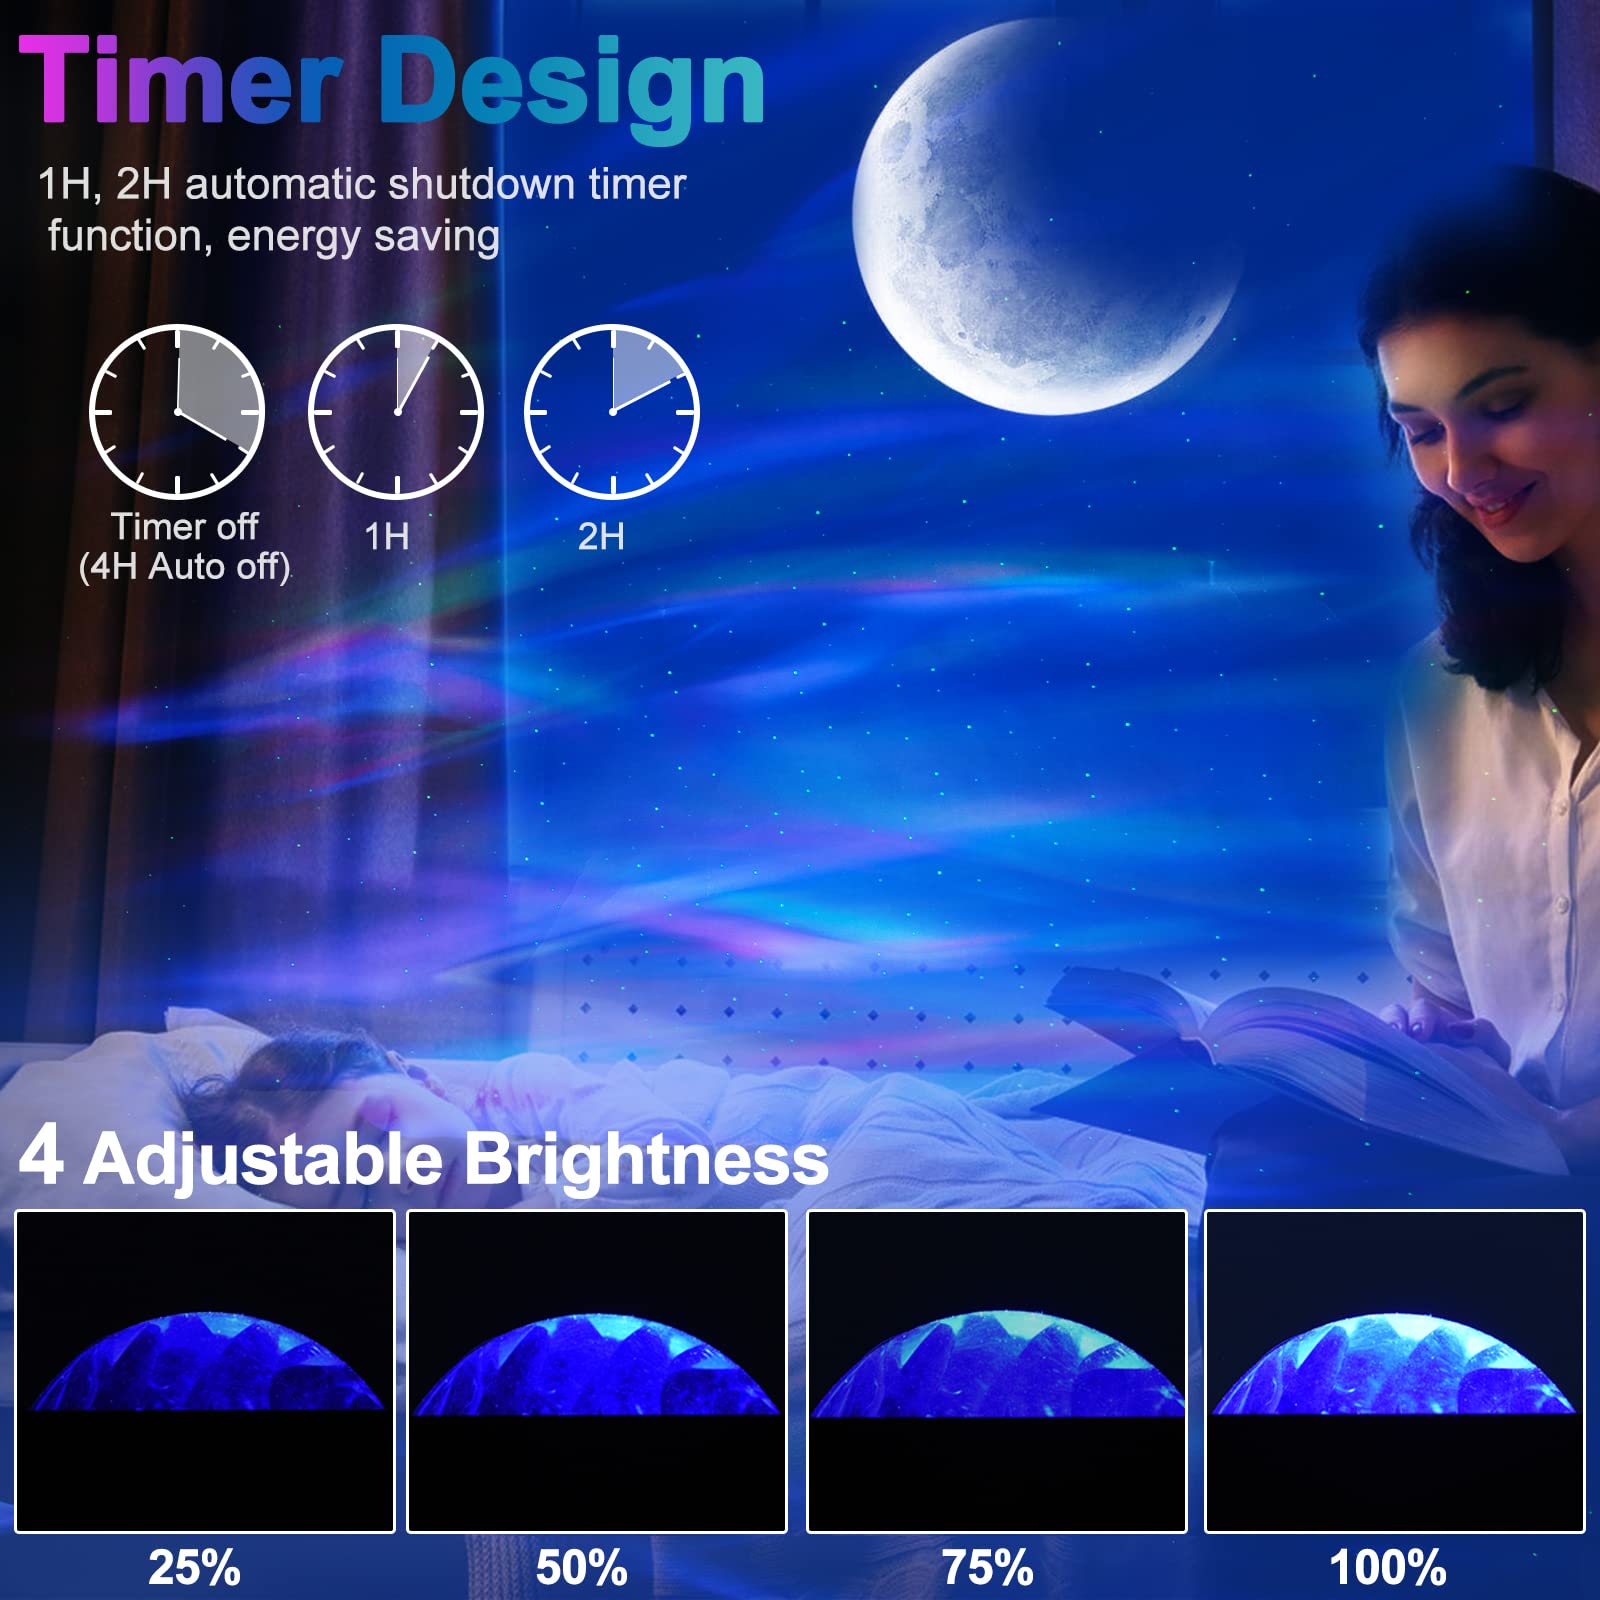 Timer Design
1H, 2H automatic shutdown timer
function, energy saving
Timer off
(4H Auto off)
1H
2H
4 Adjustable Brightness
25%
50%
75%
100%